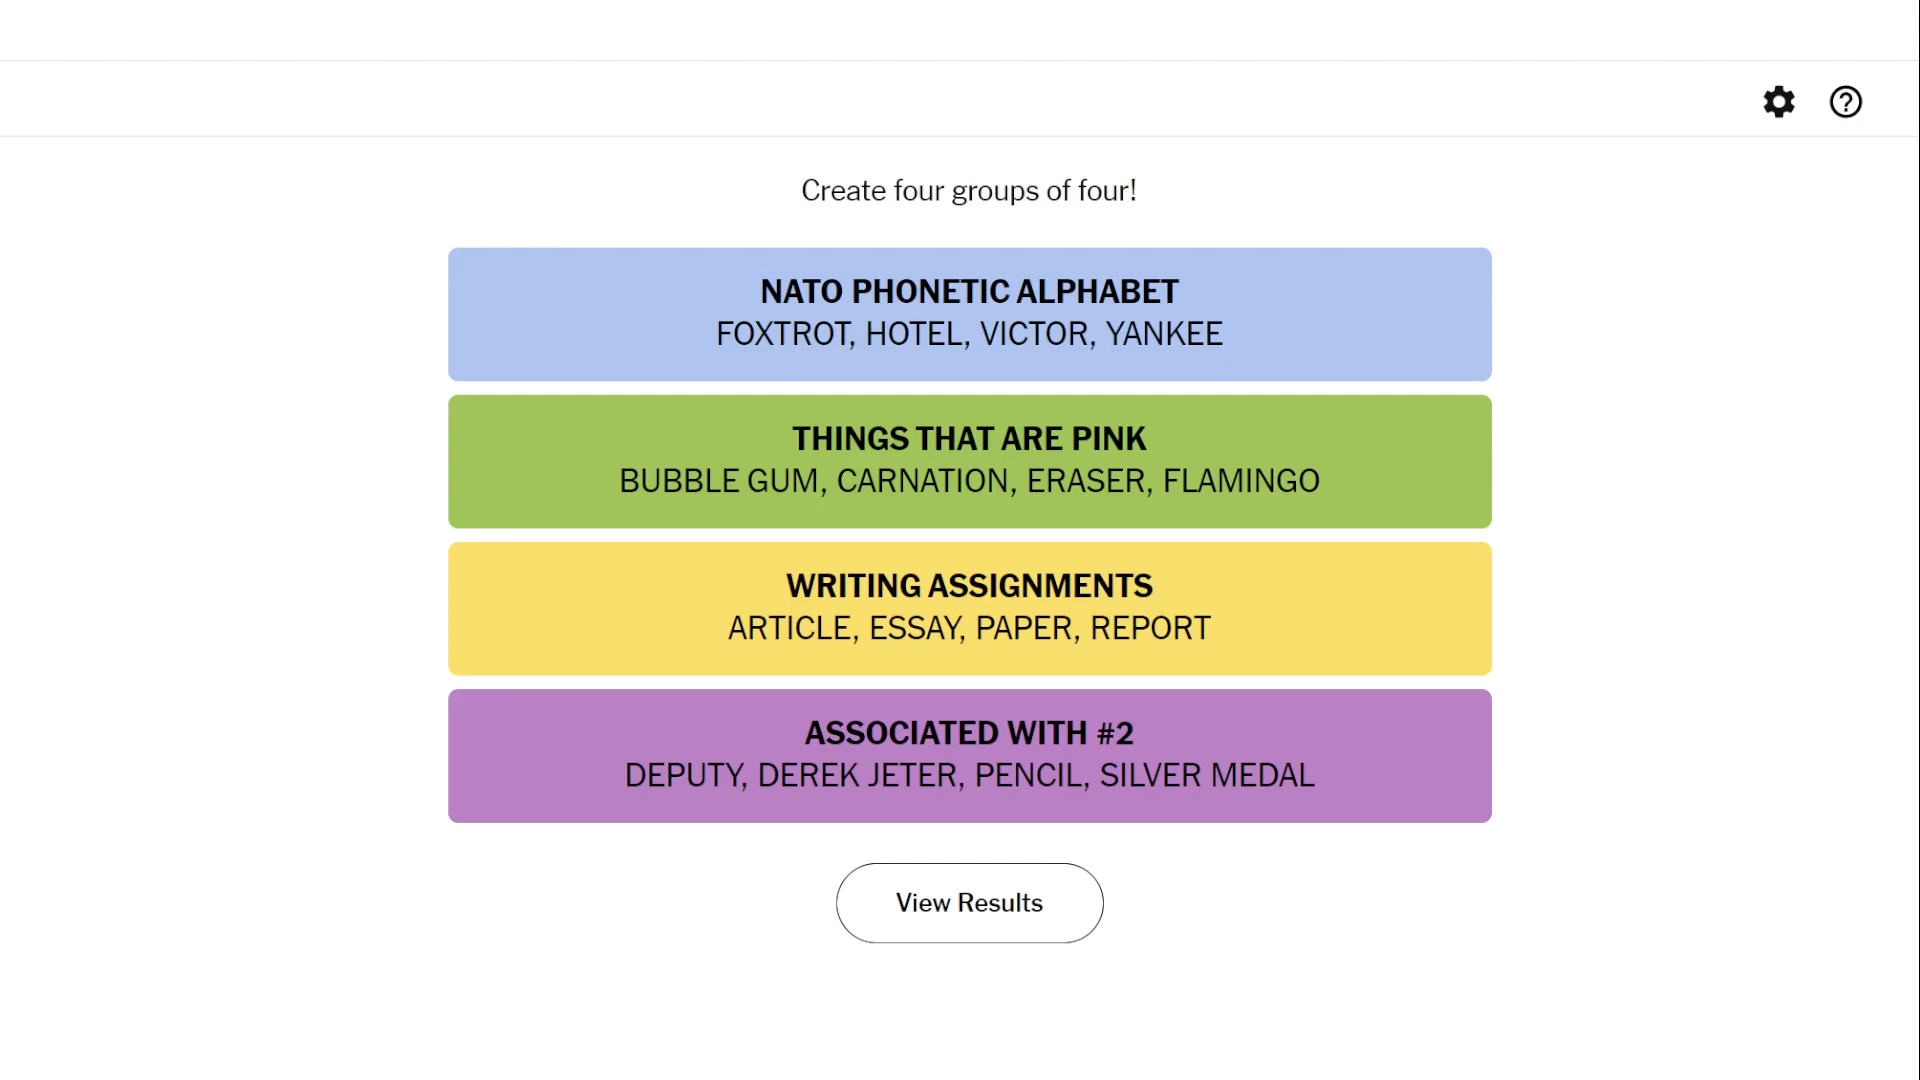 Create four groups of four!
NATO PHONETIC ALPHABET
FOXTROT, HOTEL, VICTOR, YANKEE
THINGS THAT ARE PINK
BUBBLE GUM, CARNATION, ERASER, FLAMINGO
WRITING ASSIGNMENTS
ARTICLE, ESSAY, PAPER, REPORT
ASSOCIATED WITH #2
DEPUTY, DEREK JETER, PENCIL, SILVER MEDAL
View Results